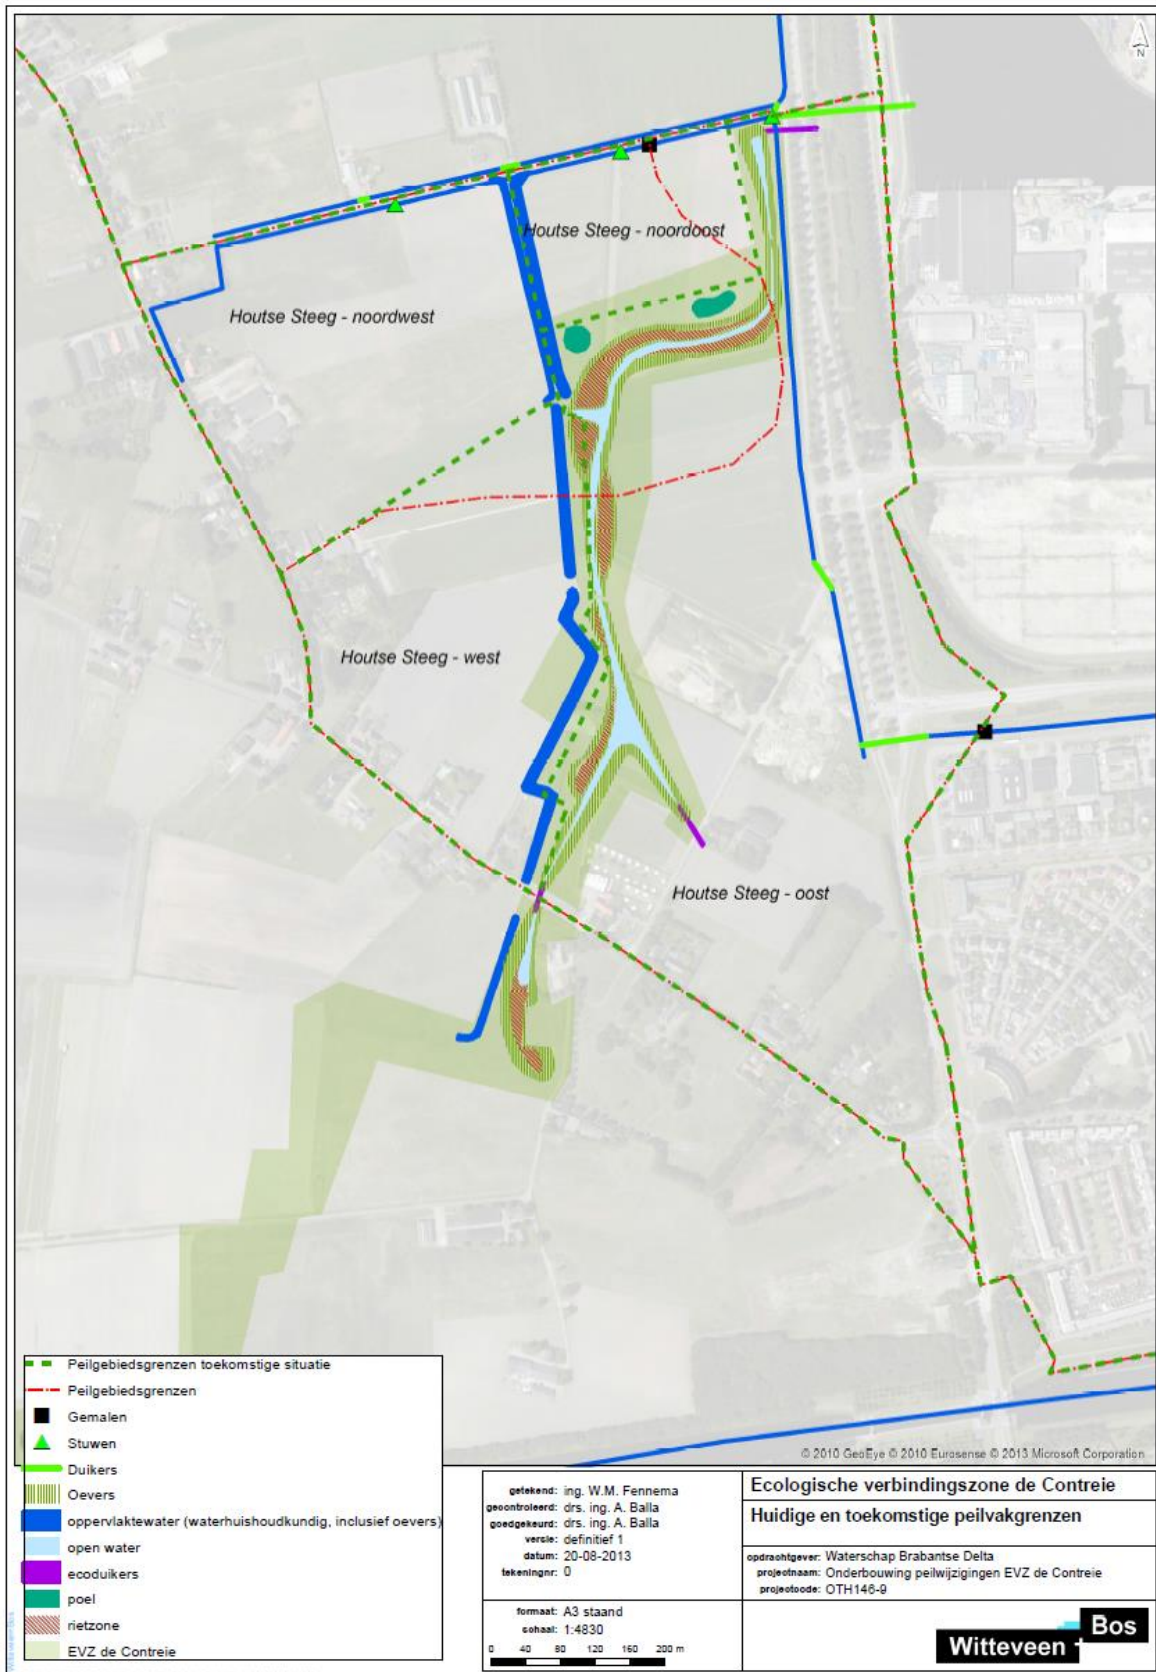 N
Houtse Steeg - noordoost
Houtse Steeg - noordwest
Houtse Steeg - west
Houtse Steeg - oost
© 2010 GeoEye © 2010 Eurosense © 2013 Microsoft Corporation
Peilgebiedsgrenzen toekomstige situatie
Peilgebiedsgrenzen
Gemalen
Stuwen
Duikers
Oevers
oppervlaktewater (waterhuishoudkundig, inclusief oevers)
open water
ecoduikers
poel
rietzone
EVZ de Contreie
getekend: ing. W.M. Fennema
gecontroleerd: drs. ing. A. Balla
goedgekeurd: drs. ing. A. Balla
versie: definitief 1
datum: 20-08-2013
tekeningnr: 0
formaat: A3 staand
schaal: 1:4830
0 40 80 120 160 200 m
Ecologische verbindingszone de Contreie
Huidige en toekomstige peilvakgrenzen
opdrachtgever: Waterschap Brabantse Delta
projectnaam: Onderbouwing peilwijzigingen EVZ de Contreie
projectcode: OTH146-9
Witteveen + Bos